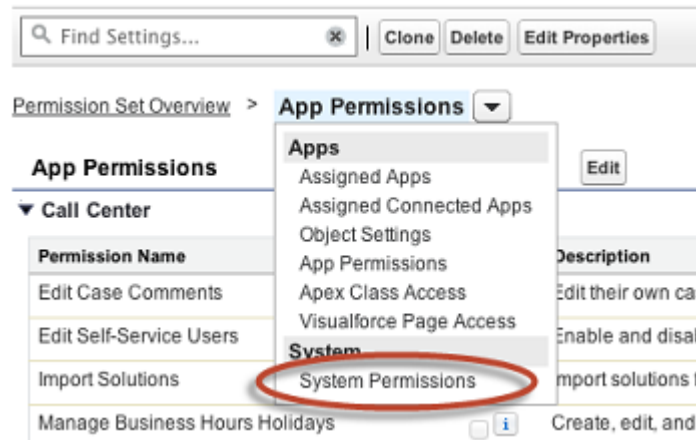 Find Settings... Clone Delete Edit Properties
Permission Set Overview > App Permissions
Apps
App Permissions Assigned Apps Edit
Call Center Assigned Connected Apps
Object Settings
Permission Name App Permissions Description
Edit Case Comments Apex Class Access Edit their own
Edit Self-Service Users Visualforce Page Access Enable and
System
Import Solutions System Permissions import solutions
Manage Business Hours Holidays i Create, edit, and